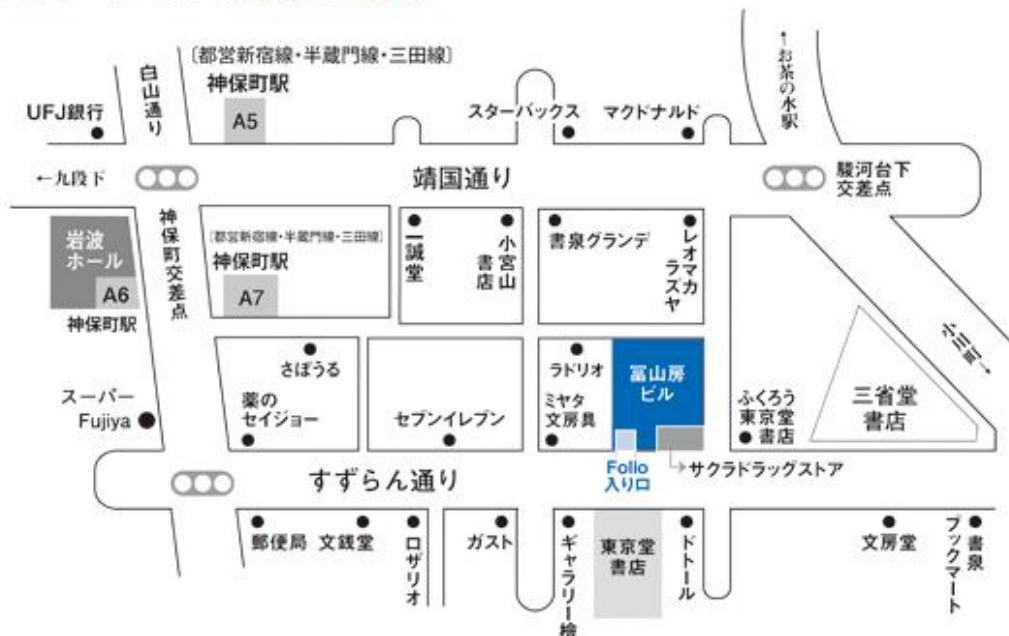 〔都営新宿線・半蔵門線・三田線〕
神保町駅
A5
白山通り
UFJ銀行
スターバックス
マクドナルド
↑お茶の水駅
←九段下
靖国通り
駿河台下
交差点
岩波
ホール
A6
神保町駅
神保町交差点
〔都営新宿線・半蔵門線・三田線〕
神保町駅
A7
一誠堂
小宮山
書店
書泉グランデ
レオマカ
ラズヤ
小川町→
さぼうる
薬の
セイジョー
セブンイレブン
ラドリオ
ミヤタ
文房具
冨山房
ビル
ふくろう
東京堂
書店
三省堂
書店
スーパー
Fujiya
Folio
入り口
サクラドラッグストア
すずらん通り
郵便局
文銭堂
ロザリオ
ガスト
ギャラリー檜
東京堂
書店
ドトール
文房堂
書泉
ブックマート